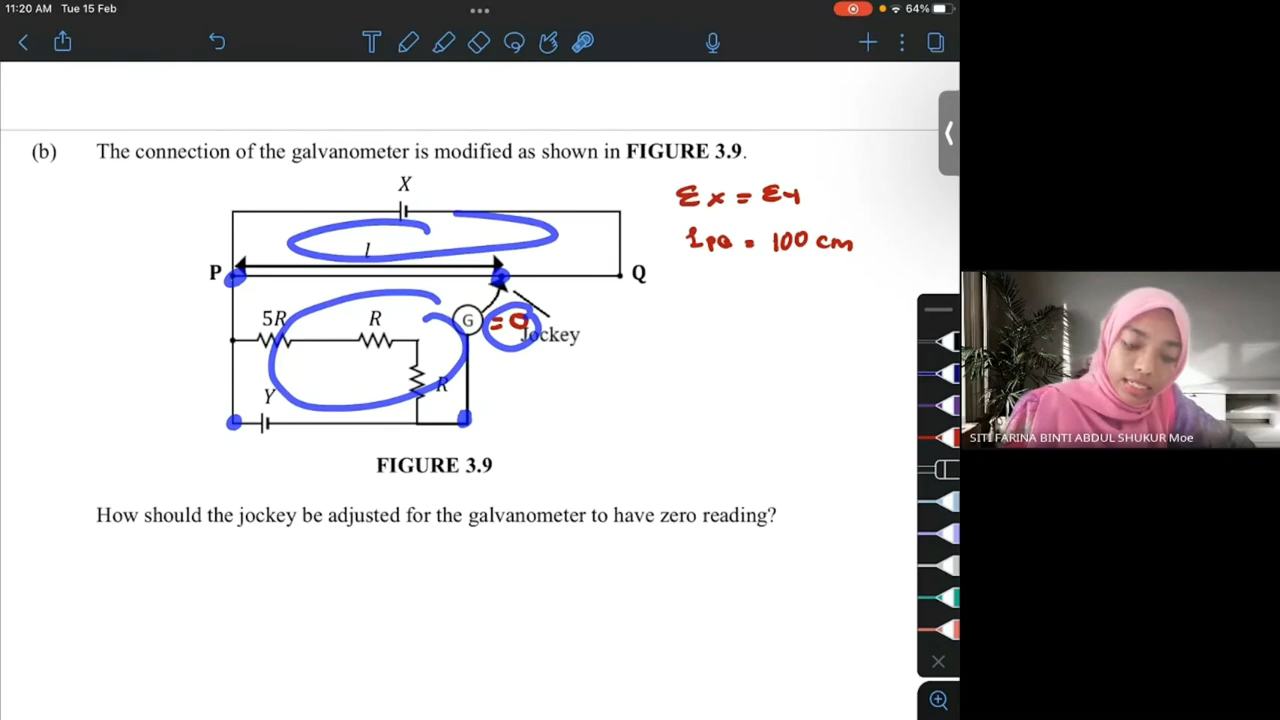 11:20 AM Tue 15 Feb
64%
T
(b) The connection of the galvanometer is modified as shown in FIGURE 3.9.
X
Ɛx = Ɛy
l
lPQ = 100 cm
P
Q
5R
R
G
= 0
Jockey
R
Y
FIGURE 3.9
SITI FARINA BINTI ABDUL SHUKUR Moe
How should the jockey be adjusted for the galvanometer to have zero reading?